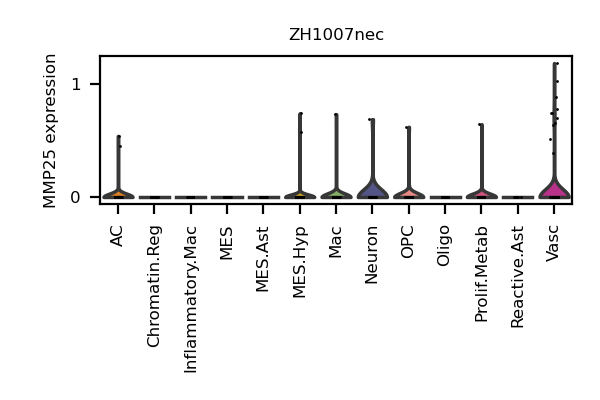 ZH1007nec
MMP25 expression
1
0
AC
Chromatin.Reg
Inflammatory.Mac
MES
MES.Ast
MES.Hyp
Mac
Neuron
OPC
Oligo
Prolif.Metab
Reactive.Ast
Vasc